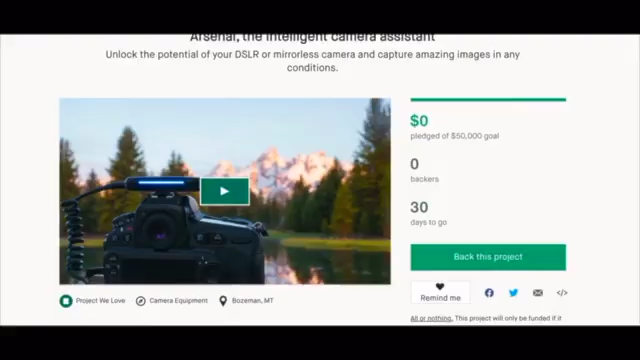 Arsenal, the intelligent camera assistant
Unlock the potential of your DSLR or mirrorless camera and capture amazing images in any
conditions.
$0
pledged of $50,000 goal
0
backers
30
days to go
Back this project
Remind me
Project We Love
Camera Equipment
Bozeman, MT
All or nothing. This project will only be funded if it